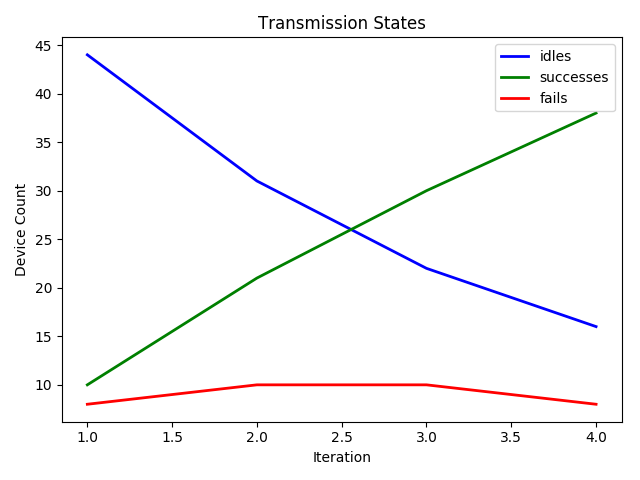 Transmission States
idles
successes
fails
45
40
35
30
25
20
15
10
Device Count
1.0 1.5 2.0 2.5 3.0 3.5 4.0
Iteration